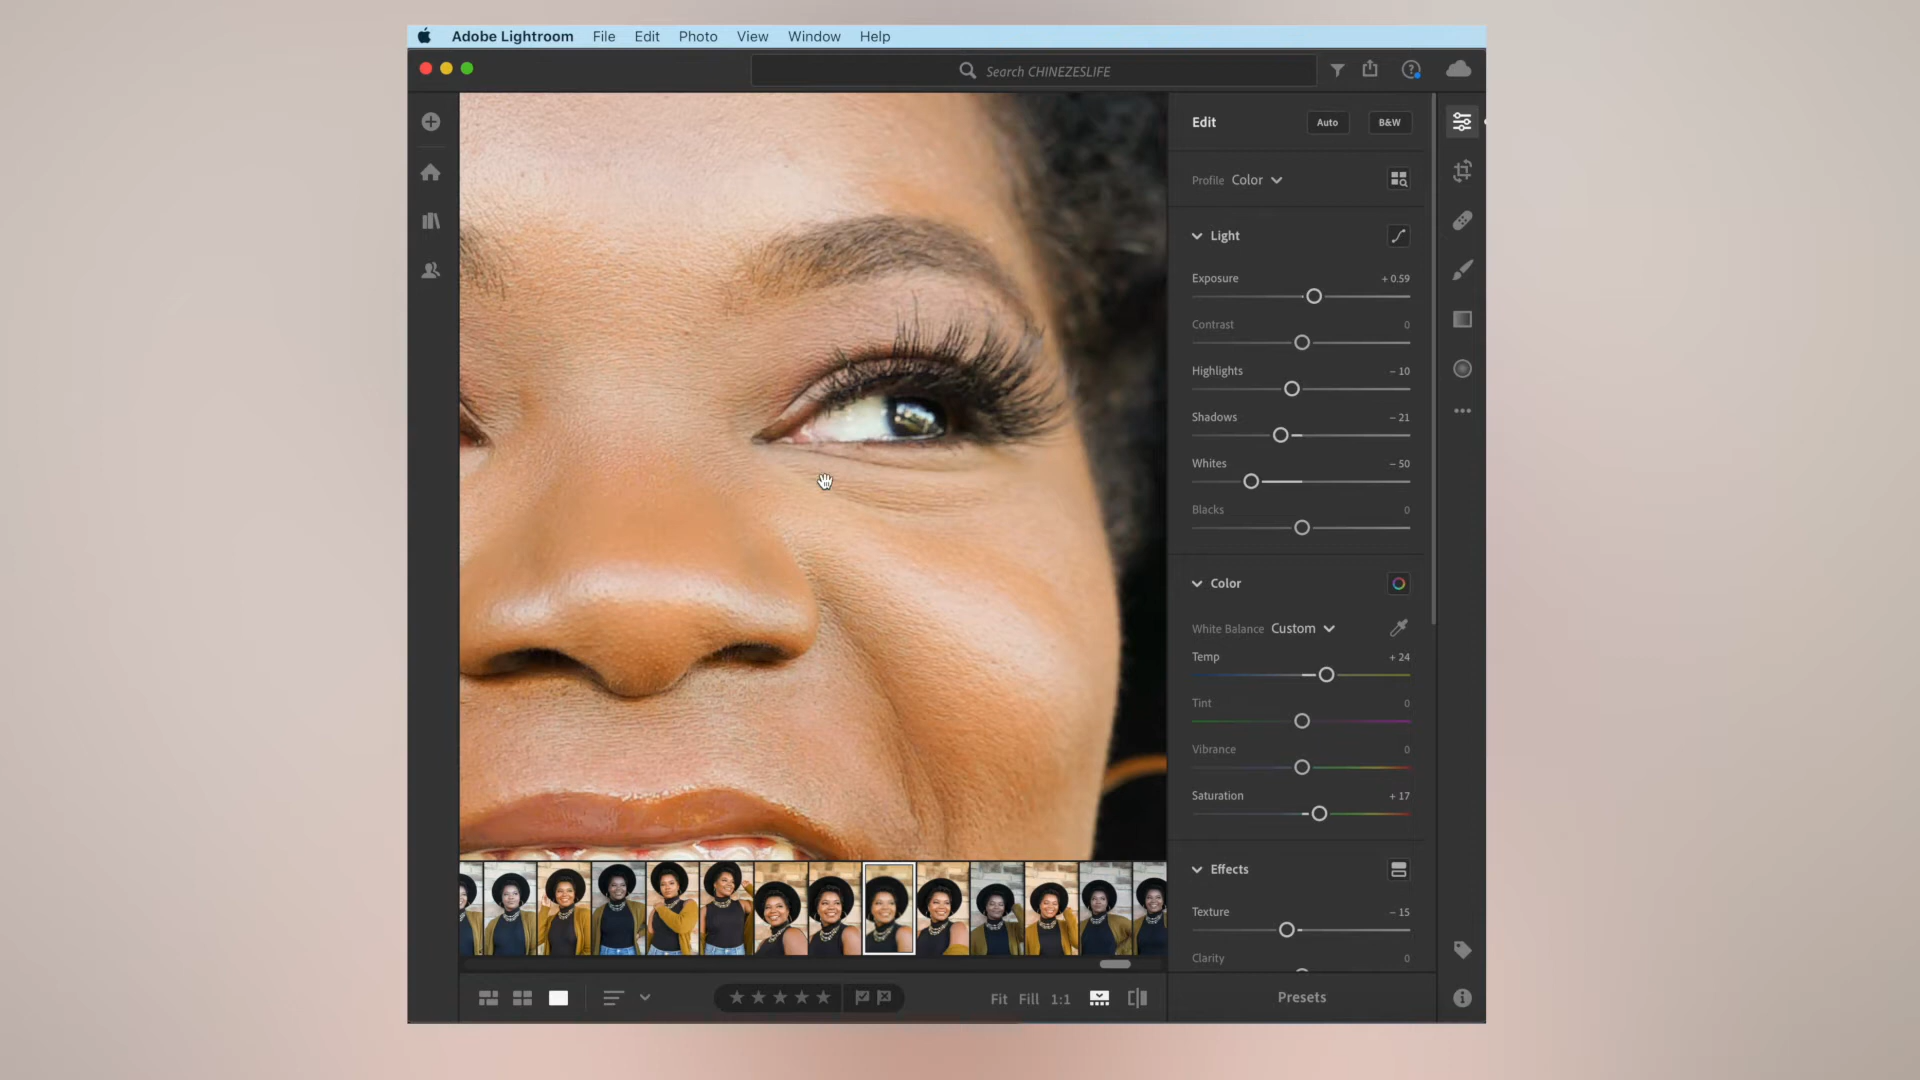 Adobe Lightroom File Edit Photo View Window Help
Search CHINEZESLIFE
Edit Auto B&W
Profile Color
Light
Exposure + 0.59
Contrast 0
Highlights – 10
Shadows – 21
Whites – 50
Blacks 0
Color
White Balance Custom
Temp + 24
Tint 0
Vibrance 0
Saturation + 17
Effects
Texture – 15
Clarity 0
Fit Fill 1:1
Presets